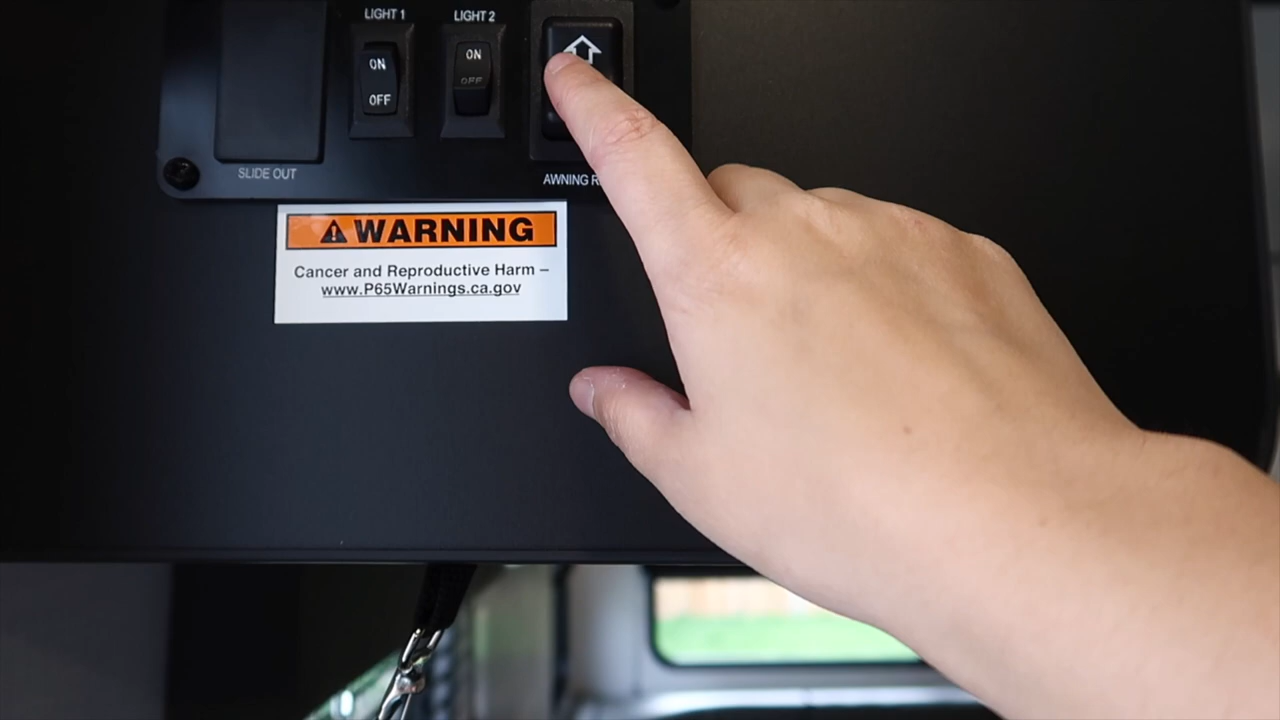 LIGHT 1
LIGHT 2
ON
OFF
ON
OFF
SLIDE OUT
AWNING
WARNING
Cancer and Reproductive Harm –
www.P65Warnings.ca.gov